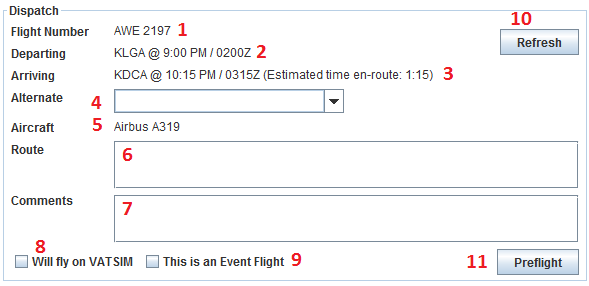 Dispatch
Flight Number AWE 2197 1 10
Refresh
Departing KLGA @ 9:00 PM / 0200Z 2
Arriving KDCA @ 10:15 PM / 0315Z (Estimated time en-route: 1:15) 3
Alternate 4
Aircraft 5 Airbus A319
Route 6
Comments 7
8
Will fly on VATSIM This is an Event Flight 9 11 Preflight